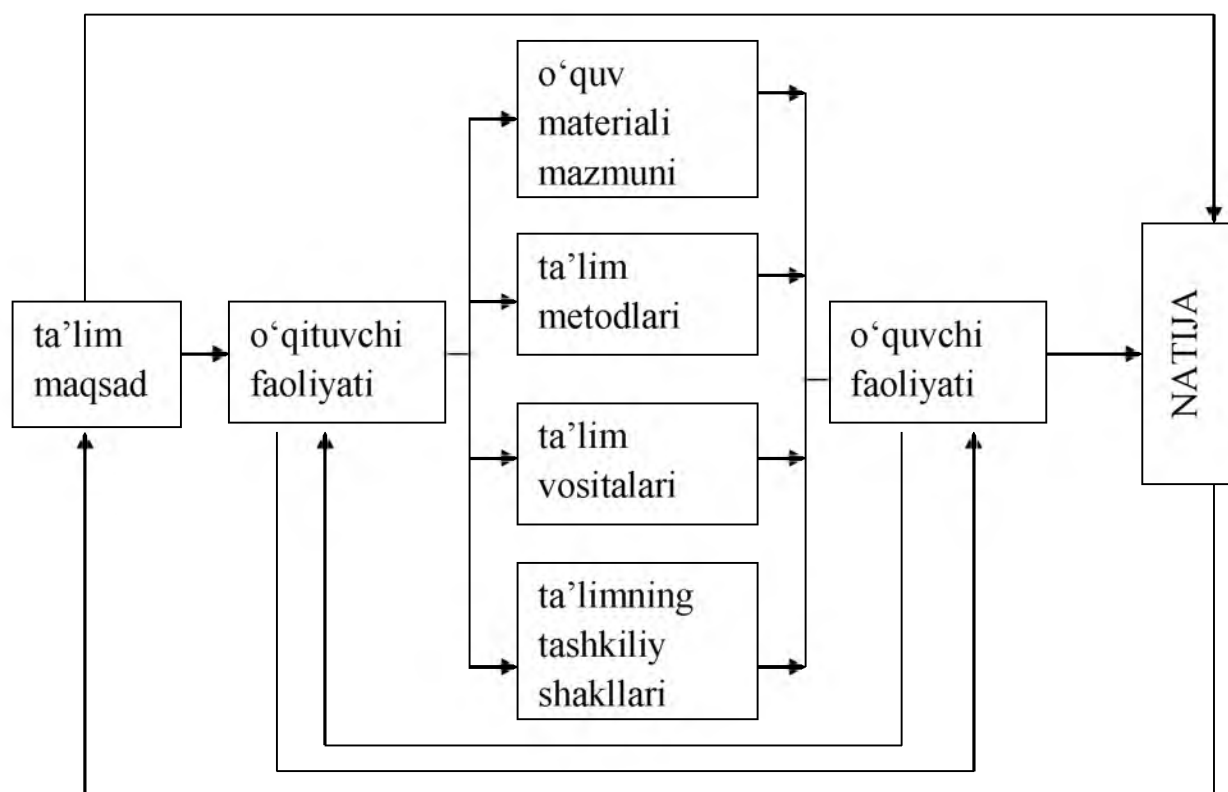 ta’lim
maqsad
o‘qituvchi
faoliyati
o‘quv
materiali
mazmuni
ta’lim
metodlari
ta’lim
vositalari
ta’limning
tashkiliy
shakllari
o‘quvchi
faoliyati
NATIJA